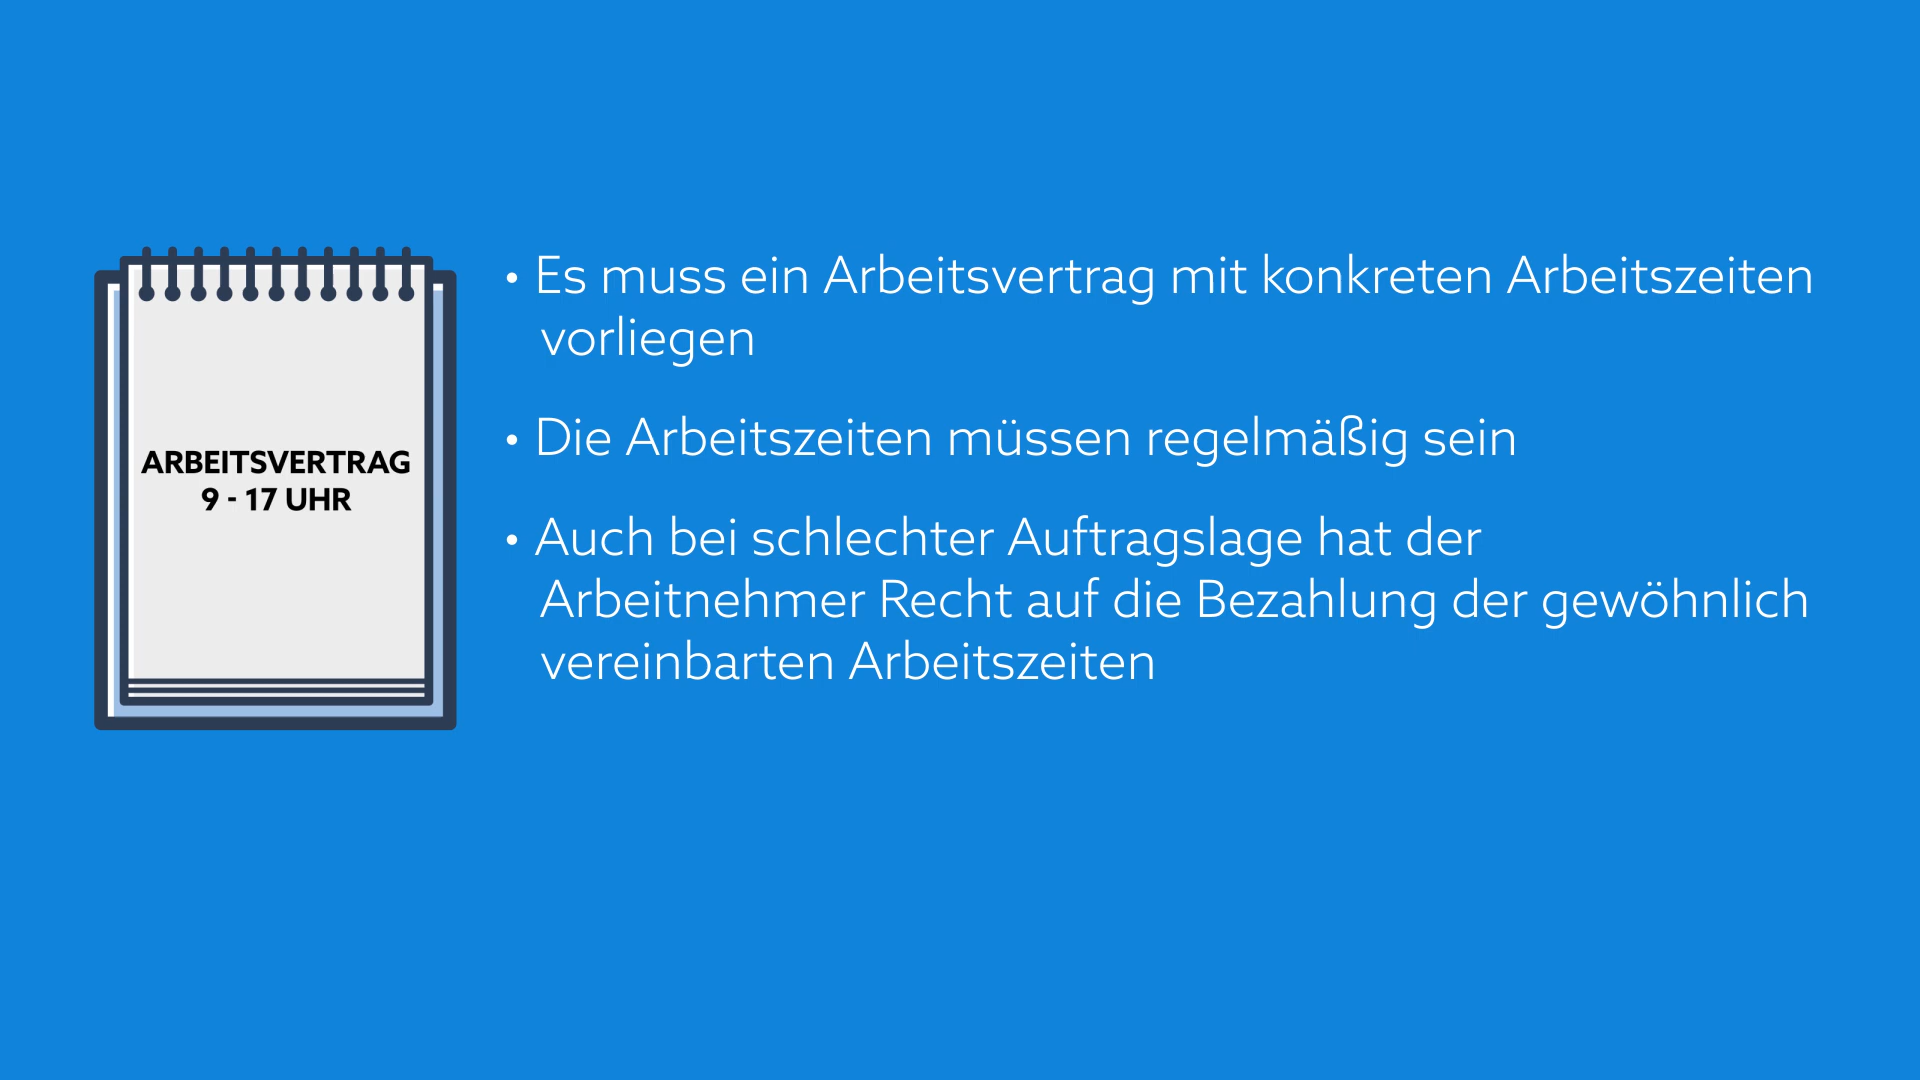 ARBEITSVERTRAG
9 - 17 UHR
• Es muss ein Arbeitsvertrag mit konkreten Arbeitszeiten
vorliegen
• Die Arbeitszeiten müssen regelmäßig sein
• Auch bei schlechter Auftragslage hat der
Arbeitnehmer Recht auf die Bezahlung der gewöhnlich
vereinbarten Arbeitszeiten